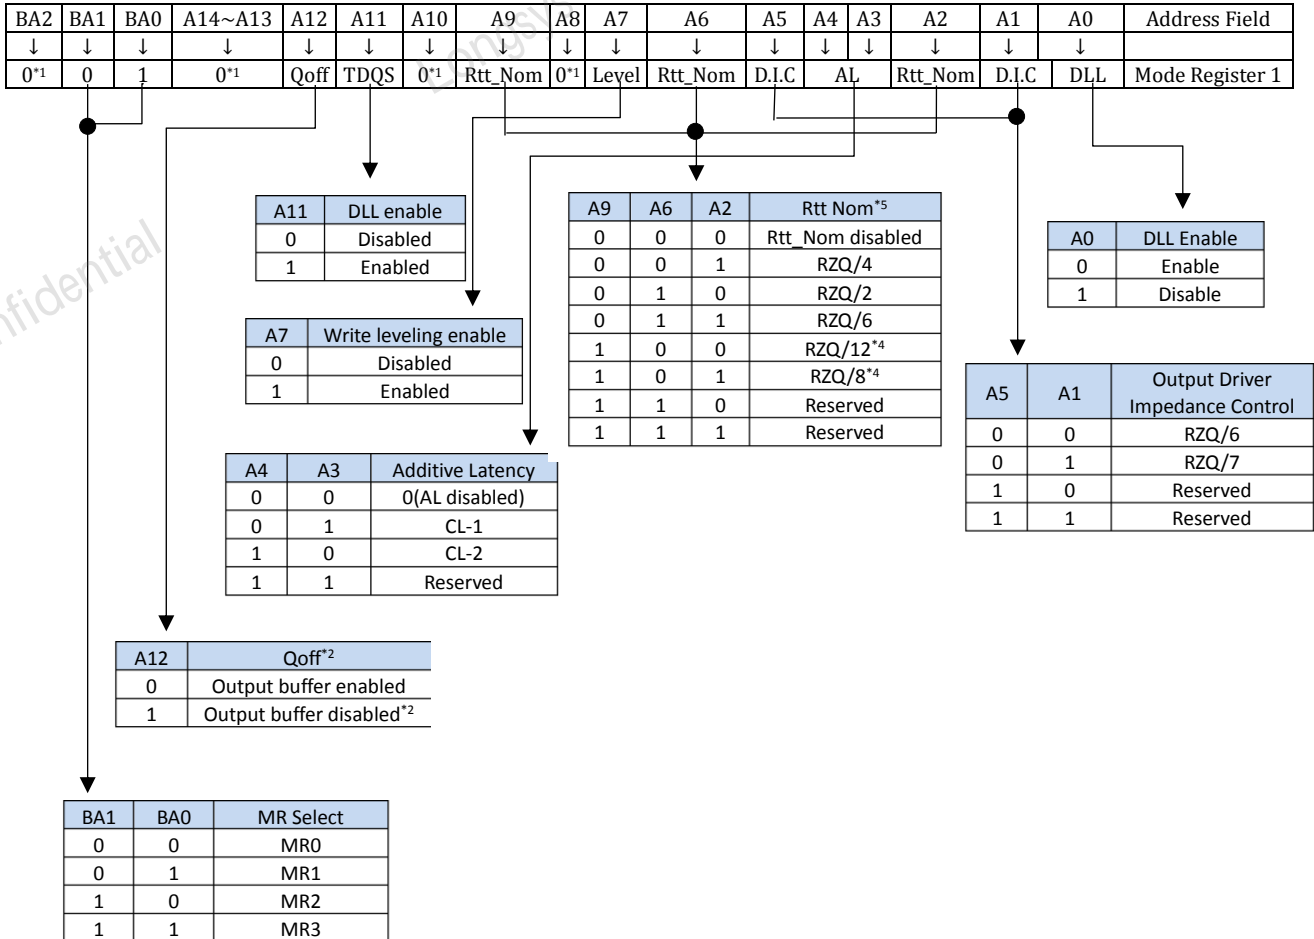 BA2 BA1 BA0 A14~A13 A12 A11 A10 A9 A8 A7 A6 A5 A4 A3 A2 A1 A0 Address Field
↓ ↓ ↓ ↓ ↓ ↓ ↓ ↓ ↓ ↓ ↓ ↓ ↓ ↓ ↓ ↓ ↓
0*1 0 1 0*1 Qoff TDQS 0*1 Rtt_Nom 0*1 Level Rtt_Nom D.I.C AL Rtt_Nom D.I.C DLL Mode Register 1
A11 DLL enable
0 Disabled
1 Enabled
A7 Write leveling enable
0 Disabled
1 Enabled
A9 A6 A2 Rtt Nom*5
0 0 0 Rtt_Nom disabled
0 0 1 RZQ/4
0 1 0 RZQ/2
0 1 1 RZQ/6
1 0 0 RZQ/12*4
1 0 1 RZQ/8*4
1 1 0 Reserved
1 1 1 Reserved
A0 DLL Enable
0 Enable
1 Disable
A5 A1 Output Driver
Impedance Control
0 0 RZQ/6
0 1 RZQ/7
1 0 Reserved
1 1 Reserved
A4 A3 Additive Latency
0 0 0(AL disabled)
0 1 CL-1
1 0 CL-2
1 1 Reserved
A12 Qoff*2
0 Output buffer enabled
1 Output buffer disabled*2
BA1 BA0 MR Select
0 0 MR0
0 1 MR1
1 0 MR2
1 1 MR3